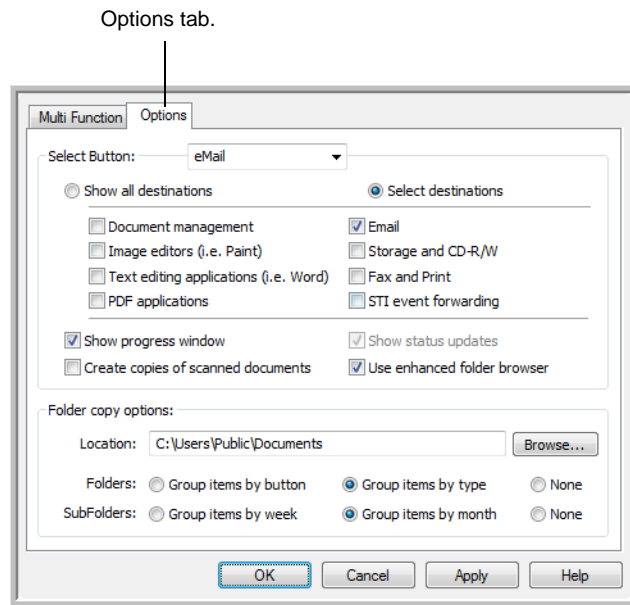 Options tab.
Multi Function Options
Select Button: eMail
Show all destinations Select destinations
Document management Email
Image editors (i.e. Paint) Storage and CD-R/W
Text editing applications (i.e. Word) Fax and Print
PDF applications STI event forwarding
Show progress window Show status updates
Create copies of scanned documents Use enhanced folder browser
Folder copy options:
Location: C:\Users\Public\Documents Browse...
Folders: Group items by button Group items by type None
SubFolders: Group items by week Group items by month None
OK Cancel Apply Help